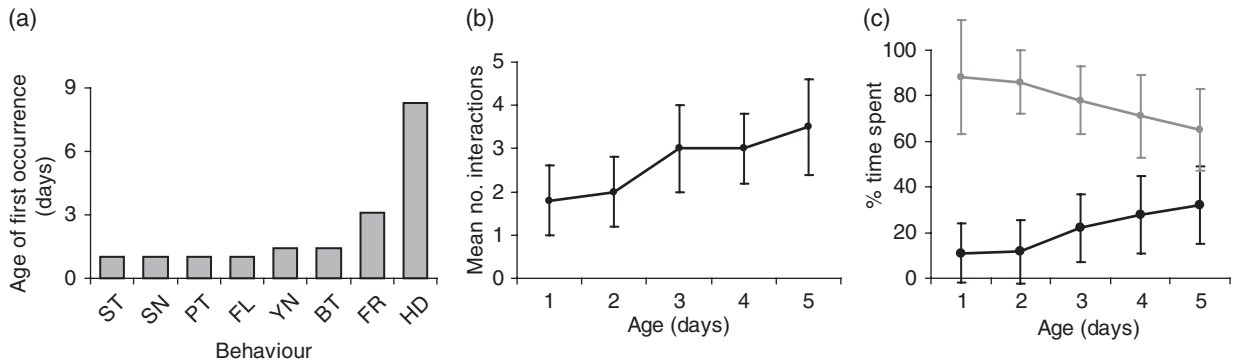 (a)
Age of first occurrence
(days)
9
6
3
0
ST SN PT FL YN BT FR HD
Behaviour
(b)
Mean no. interactions
5
4
3
2
1
0
1 2 3 4 5
Age (days)
(c)
% time spent
100
80
60
40
20
0
1 2 3 4 5
Age (days)